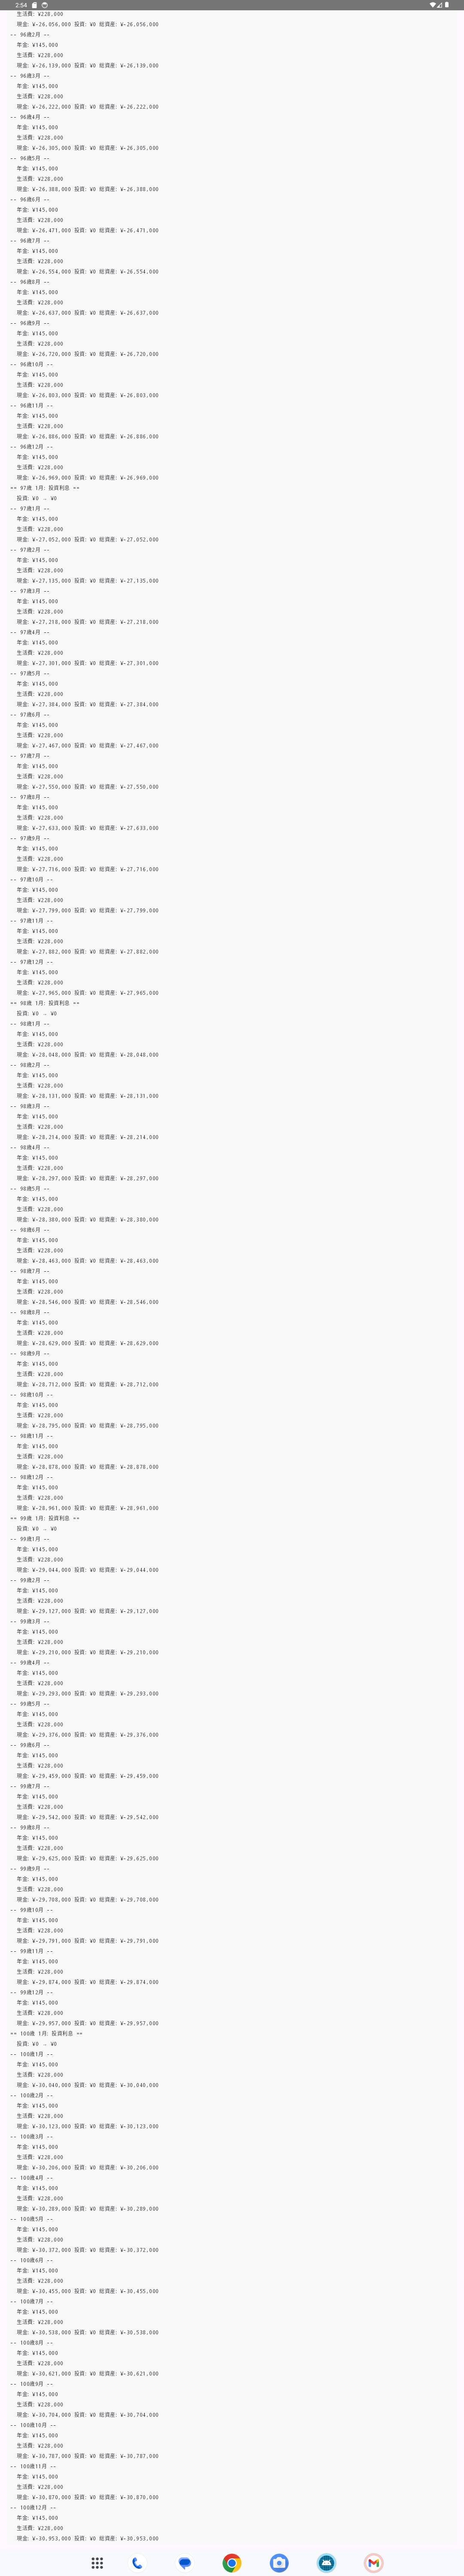 2:54
生活費: ¥228,000
現金: ¥-26,056,000 投資: ¥0 総資産: ¥-26,056,000
-- 96歳2月 --
年金: ¥145,000
生活費: ¥228,000
現金: ¥-26,139,000 投資: ¥0 総資産: ¥-26,139,000
-- 96歳3月 --
年金: ¥145,000
生活費: ¥228,000
現金: ¥-26,222,000 投資: ¥0 総資産: ¥-26,222,000
-- 96歳4月 --
年金: ¥145,000
生活費: ¥228,000
現金: ¥-26,305,000 投資: ¥0 総資産: ¥-26,305,000
-- 96歳5月 --
年金: ¥145,000
生活費: ¥228,000
現金: ¥-26,388,000 投資: ¥0 総資産: ¥-26,388,000
-- 96歳6月 --
年金: ¥145,000
生活費: ¥228,000
現金: ¥-26,471,000 投資: ¥0 総資産: ¥-26,471,000
-- 96歳7月 --
年金: ¥145,000
生活費: ¥228,000
現金: ¥-26,554,000 投資: ¥0 総資産: ¥-26,554,000
-- 96歳8月 --
年金: ¥145,000
生活費: ¥228,000
現金: ¥-26,637,000 投資: ¥0 総資産: ¥-26,637,000
-- 96歳9月 --
年金: ¥145,000
生活費: ¥228,000
現金: ¥-26,720,000 投資: ¥0 総資産: ¥-26,720,000
-- 96歳10月 --
年金: ¥145,000
生活費: ¥228,000
現金: ¥-26,803,000 投資: ¥0 総資産: ¥-26,803,000
-- 96歳11月 --
年金: ¥145,000
生活費: ¥228,000
現金: ¥-26,886,000 投資: ¥0 総資産: ¥-26,886,000
-- 96歳12月 --
年金: ¥145,000
生活費: ¥228,000
現金: ¥-26,969,000 投資: ¥0 総資産: ¥-26,969,000
== 97歳 1月: 投資利息 ==
投資: ¥0 → ¥0
-- 97歳1月 --
年金: ¥145,000
生活費: ¥228,000
現金: ¥-27,052,000 投資: ¥0 総資産: ¥-27,052,000
-- 97歳2月 --
年金: ¥145,000
生活費: ¥228,000
現金: ¥-27,135,000 投資: ¥0 総資産: ¥-27,135,000
-- 97歳3月 --
年金: ¥145,000
生活費: ¥228,000
現金: ¥-27,218,000 投資: ¥0 総資産: ¥-27,218,000
-- 97歳4月 --
年金: ¥145,000
生活費: ¥228,000
現金: ¥-27,301,000 投資: ¥0 総資産: ¥-27,301,000
-- 97歳5月 --
年金: ¥145,000
生活費: ¥228,000
現金: ¥-27,384,000 投資: ¥0 総資産: ¥-27,384,000
-- 97歳6月 --
年金: ¥145,000
生活費: ¥228,000
現金: ¥-27,467,000 投資: ¥0 総資産: ¥-27,467,000
-- 97歳7月 --
年金: ¥145,000
生活費: ¥228,000
現金: ¥-27,550,000 投資: ¥0 総資産: ¥-27,550,000
-- 97歳8月 --
年金: ¥145,000
生活費: ¥228,000
現金: ¥-27,633,000 投資: ¥0 総資産: ¥-27,633,000
-- 97歳9月 --
年金: ¥145,000
生活費: ¥228,000
現金: ¥-27,716,000 投資: ¥0 総資産: ¥-27,716,000
-- 97歳10月 --
年金: ¥145,000
生活費: ¥228,000
現金: ¥-27,799,000 投資: ¥0 総資産: ¥-27,799,000
-- 97歳11月 --
年金: ¥145,000
生活費: ¥228,000
現金: ¥-27,882,000 投資: ¥0 総資産: ¥-27,882,000
-- 97歳12月 --
年金: ¥145,000
生活費: ¥228,000
現金: ¥-27,965,000 投資: ¥0 総資産: ¥-27,965,000
== 98歳 1月: 投資利息 ==
投資: ¥0 → ¥0
-- 98歳1月 --
年金: ¥145,000
生活費: ¥228,000
現金: ¥-28,048,000 投資: ¥0 総資産: ¥-28,048,000
-- 98歳2月 --
年金: ¥145,000
生活費: ¥228,000
現金: ¥-28,131,000 投資: ¥0 総資産: ¥-28,131,000
-- 98歳3月 --
年金: ¥145,000
生活費: ¥228,000
現金: ¥-28,214,000 投資: ¥0 総資産: ¥-28,214,000
-- 98歳4月 --
年金: ¥145,000
生活費: ¥228,000
現金: ¥-28,297,000 投資: ¥0 総資産: ¥-28,297,000
-- 98歳5月 --
年金: ¥145,000
生活費: ¥228,000
現金: ¥-28,380,000 投資: ¥0 総資産: ¥-28,380,000
-- 98歳6月 --
年金: ¥145,000
生活費: ¥228,000
現金: ¥-28,463,000 投資: ¥0 総資産: ¥-28,463,000
-- 98歳7月 --
年金: ¥145,000
生活費: ¥228,000
現金: ¥-28,546,000 投資: ¥0 総資産: ¥-28,546,000
-- 98歳8月 --
年金: ¥145,000
生活費: ¥228,000
現金: ¥-28,629,000 投資: ¥0 総資産: ¥-28,629,000
-- 98歳9月 --
年金: ¥145,000
生活費: ¥228,000
現金: ¥-28,712,000 投資: ¥0 総資産: ¥-28,712,000
-- 98歳10月 --
年金: ¥145,000
生活費: ¥228,000
現金: ¥-28,795,000 投資: ¥0 総資産: ¥-28,795,000
-- 98歳11月 --
年金: ¥145,000
生活費: ¥228,000
現金: ¥-28,878,000 投資: ¥0 総資産: ¥-28,878,000
-- 98歳12月 --
年金: ¥145,000
生活費: ¥228,000
現金: ¥-28,961,000 投資: ¥0 総資産: ¥-28,961,000
== 99歳 1月: 投資利息 ==
投資: ¥0 → ¥0
-- 99歳1月 --
年金: ¥145,000
生活費: ¥228,000
現金: ¥-29,044,000 投資: ¥0 総資産: ¥-29,044,000
-- 99歳2月 --
年金: ¥145,000
生活費: ¥228,000
現金: ¥-29,127,000 投資: ¥0 総資産: ¥-29,127,000
-- 99歳3月 --
年金: ¥145,000
生活費: ¥228,000
現金: ¥-29,210,000 投資: ¥0 総資産: ¥-29,210,000
-- 99歳4月 --
年金: ¥145,000
生活費: ¥228,000
現金: ¥-29,293,000 投資: ¥0 総資産: ¥-29,293,000
-- 99歳5月 --
年金: ¥145,000
生活費: ¥228,000
現金: ¥-29,376,000 投資: ¥0 総資産: ¥-29,376,000
-- 99歳6月 --
年金: ¥145,000
生活費: ¥228,000
現金: ¥-29,459,000 投資: ¥0 総資産: ¥-29,459,000
-- 99歳7月 --
年金: ¥145,000
生活費: ¥228,000
現金: ¥-29,542,000 投資: ¥0 総資産: ¥-29,542,000
-- 99歳8月 --
年金: ¥145,000
生活費: ¥228,000
現金: ¥-29,625,000 投資: ¥0 総資産: ¥-29,625,000
-- 99歳9月 --
年金: ¥145,000
生活費: ¥228,000
現金: ¥-29,708,000 投資: ¥0 総資産: ¥-29,708,000
-- 99歳10月 --
年金: ¥145,000
生活費: ¥228,000
現金: ¥-29,791,000 投資: ¥0 総資産: ¥-29,791,000
-- 99歳11月 --
年金: ¥145,000
生活費: ¥228,000
現金: ¥-29,874,000 投資: ¥0 総資産: ¥-29,874,000
-- 99歳12月 --
年金: ¥145,000
生活費: ¥228,000
現金: ¥-29,957,000 投資: ¥0 総資産: ¥-29,957,000
== 100歳 1月: 投資利息 ==
投資: ¥0 → ¥0
-- 100歳1月 --
年金: ¥145,000
生活費: ¥228,000
現金: ¥-30,040,000 投資: ¥0 総資産: ¥-30,040,000
-- 100歳2月 --
年金: ¥145,000
生活費: ¥228,000
現金: ¥-30,123,000 投資: ¥0 総資産: ¥-30,123,000
-- 100歳3月 --
年金: ¥145,000
生活費: ¥228,000
現金: ¥-30,206,000 投資: ¥0 総資産: ¥-30,206,000
-- 100歳4月 --
年金: ¥145,000
生活費: ¥228,000
現金: ¥-30,289,000 投資: ¥0 総資産: ¥-30,289,000
-- 100歳5月 --
年金: ¥145,000
生活費: ¥228,000
現金: ¥-30,372,000 投資: ¥0 総資産: ¥-30,372,000
-- 100歳6月 --
年金: ¥145,000
生活費: ¥228,000
現金: ¥-30,455,000 投資: ¥0 総資産: ¥-30,455,000
-- 100歳7月 --
年金: ¥145,000
生活費: ¥228,000
現金: ¥-30,538,000 投資: ¥0 総資産: ¥-30,538,000
-- 100歳8月 --
年金: ¥145,000
生活費: ¥228,000
現金: ¥-30,621,000 投資: ¥0 総資産: ¥-30,621,000
-- 100歳9月 --
年金: ¥145,000
生活費: ¥228,000
現金: ¥-30,704,000 投資: ¥0 総資産: ¥-30,704,000
-- 100歳10月 --
年金: ¥145,000
生活費: ¥228,000
現金: ¥-30,787,000 投資: ¥0 総資産: ¥-30,787,000
-- 100歳11月 --
年金: ¥145,000
生活費: ¥228,000
現金: ¥-30,870,000 投資: ¥0 総資産: ¥-30,870,000
-- 100歳12月 --
年金: ¥145,000
生活費: ¥228,000
現金: ¥-30,953,000 投資: ¥0 総資産: ¥-30,953,000